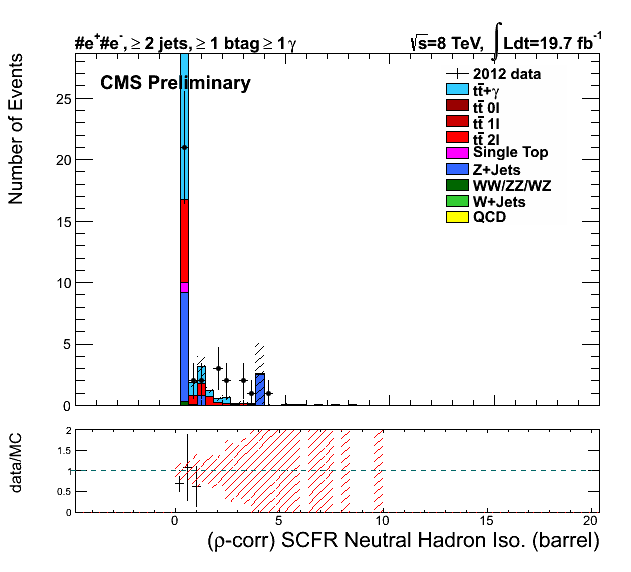 #e⁺#e⁻, ≥ 2 jets, ≥ 1 btag ≥ 1 γ
√s=8 TeV, ∫ Ldt=19.7 fb⁻¹
CMS Preliminary
Number of Events
25
20
15
10
5
0
2012 data
tt̄+γ
tt̄ 0l
tt̄ 1l
tt̄ 2l
Single Top
Z+Jets
WW/ZZ/WZ
W+Jets
QCD
data/MC
2
1.5
1
0.5
0
0 5 10 15 20
(ρ-corr) SCFR Neutral Hadron Iso. (barrel)